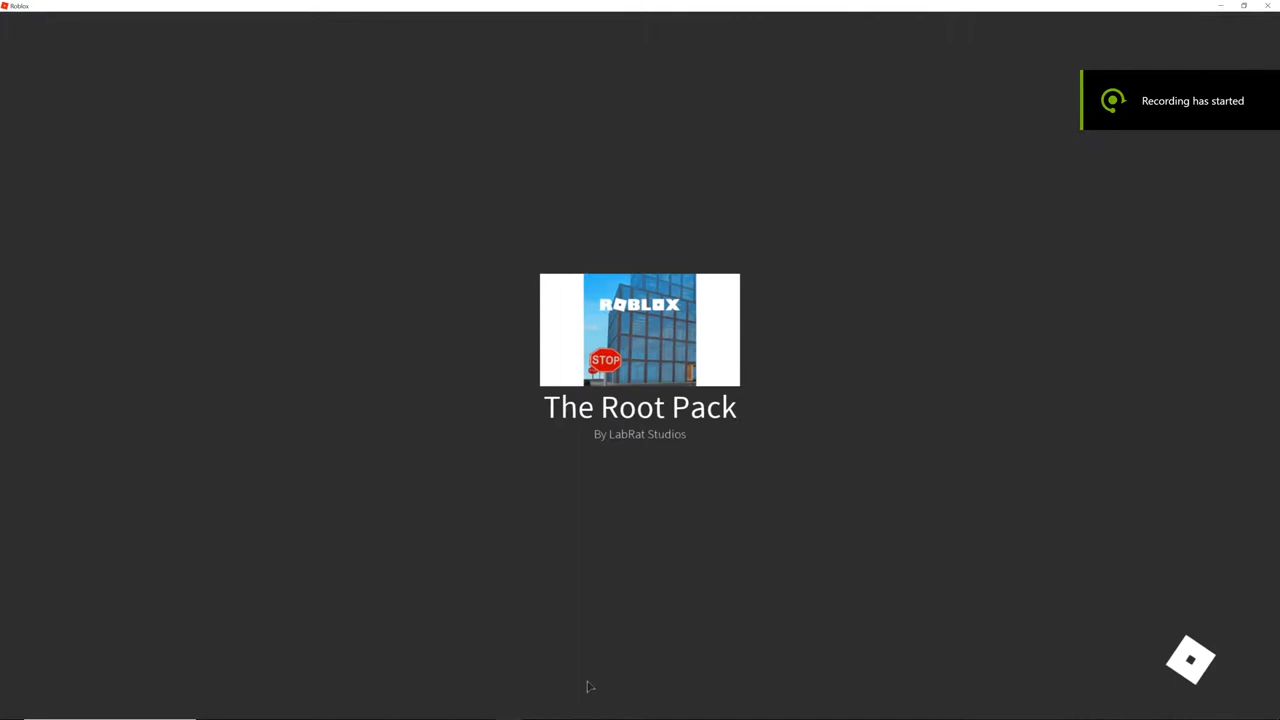 Roblox
Recording has started
ROBLOX
STOP
The Root Pack
By LabRat Studios